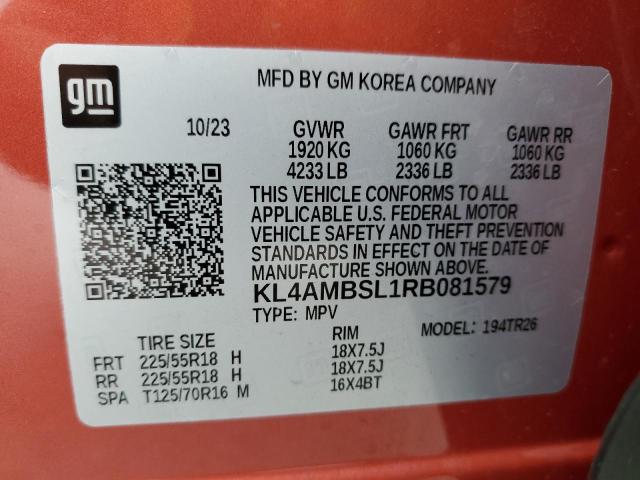 gm
MFD BY GM KOREA COMPANY
10/23 GVWR GAWR FRT GAWR RR
1920 KG 1060 KG 1060 KG
4233 LB 2336 LB 2336 LB
THIS VEHICLE CONFORMS TO ALL
APPLICABLE U.S. FEDERAL MOTOR
VEHICLE SAFETY AND THEFT PREVENTION
STANDARDS IN EFFECT ON THE DATE OF
MANUFACTURE SHOWN ABOVE.
KL4AMBSL1RB081579
TYPE: MPV MODEL: 194TR26
TIRE SIZE RIM
FRT 225/55R18 H 18X7.5J
RR 225/55R18 H 18X7.5J
SPA T125/70R16 M 16X4BT